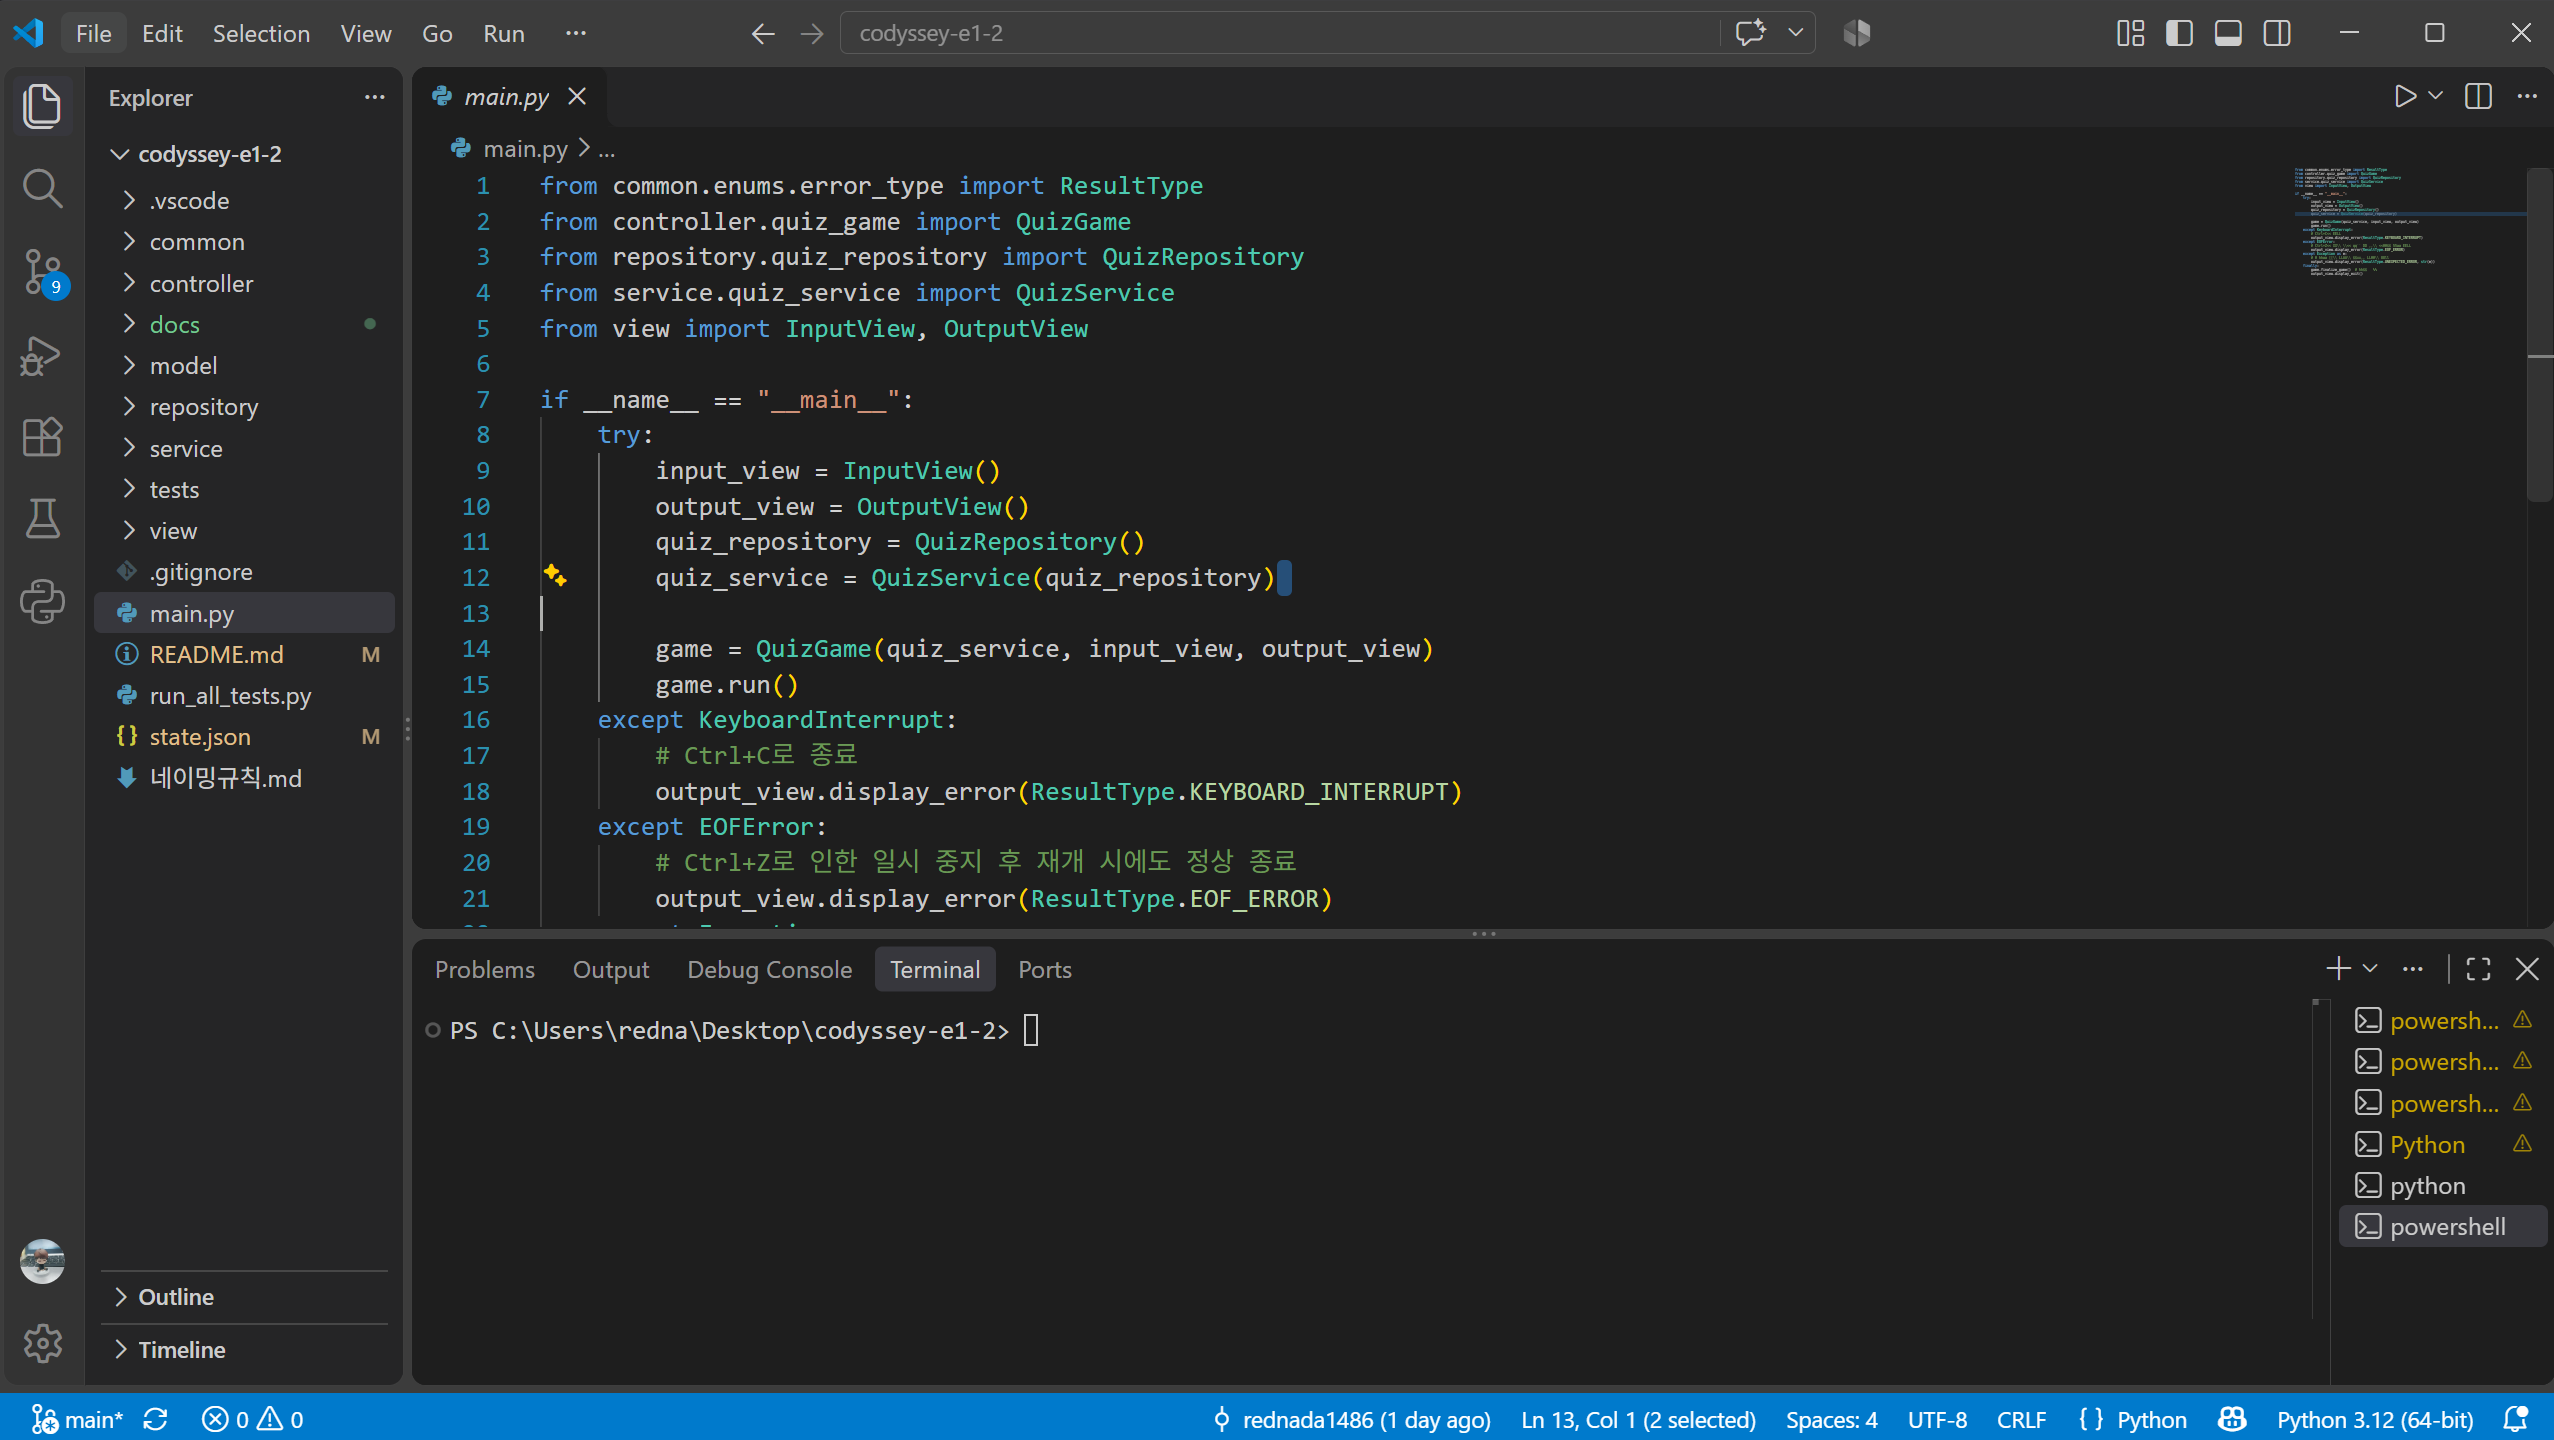 File Edit Selection View Go Run ···
codyssey-e1-2
Explorer
codyssey-e1-2
.vscode
common
controller
docs
model
repository
service
tests
view
.gitignore
main.py
README.md M
run_all_tests.py
state.json M
네이밍규칙.md
Outline
Timeline
9
main.py
main.py > ...
1 from common.enums.error_type import ResultType
2 from controller.quiz_game import QuizGame
3 from repository.quiz_repository import QuizRepository
4 from service.quiz_service import QuizService
5 from view import InputView, OutputView
6
7 if __name__ == "__main__":
8 try:
9 input_view = InputView()
10 output_view = OutputView()
11 quiz_repository = QuizRepository()
12 quiz_service = QuizService(quiz_repository)
13
14 game = QuizGame(quiz_service, input_view, output_view)
15 game.run()
16 except KeyboardInterrupt:
17 # Ctrl+C로 종료
18 output_view.display_error(ResultType.KEYBOARD_INTERRUPT)
19 except EOFError:
20 # Ctrl+Z로 인한 일시 중지 후 재개 시에도 정상 종료
21 output_view.display_error(ResultType.EOF_ERROR)
Problems Output Debug Console Terminal Ports
PS C:\Users\redna\Desktop\codyssey-e1-2>
powersh...
powersh...
powersh...
Python
python
powershell
main* 0 0 rednada1486 (1 day ago) Ln 13, Col 1 (2 selected) Spaces: 4 UTF-8 CRLF {} Python Python 3.12 (64-bit)